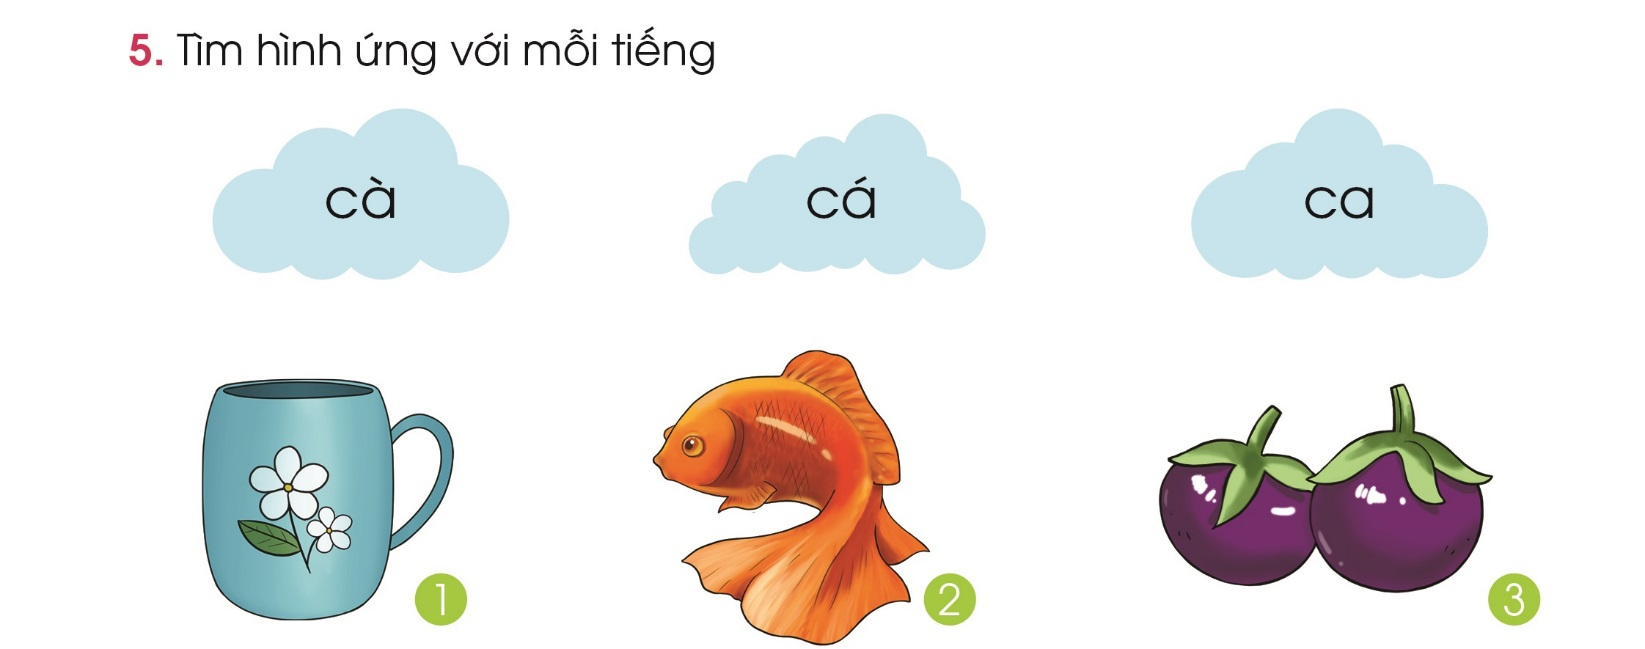 5. Tìm hình ứng với mỗi tiếng
cà cá ca
1 2 3